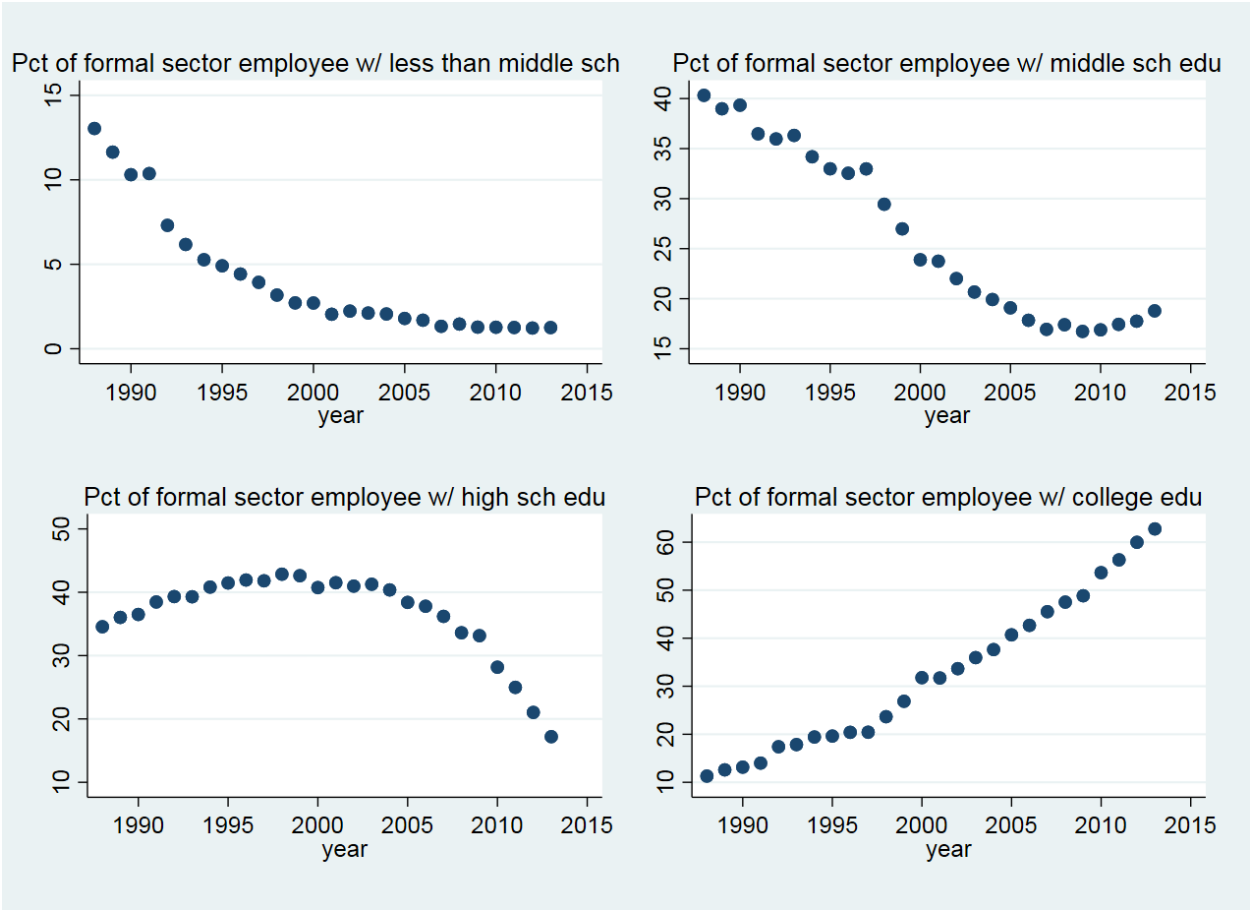 Pct of formal sector employee w/ less than middle sch
15
10
5
0
1990 1995 2000 2005 2010 2015
year
Pct of formal sector employee w/ middle sch edu
40
35
30
25
20
15
1990 1995 2000 2005 2010 2015
year
Pct of formal sector employee w/ high sch edu
50
40
30
20
10
1990 1995 2000 2005 2010 2015
year
Pct of formal sector employee w/ college edu
60
50
40
30
20
10
1990 1995 2000 2005 2010 2015
year